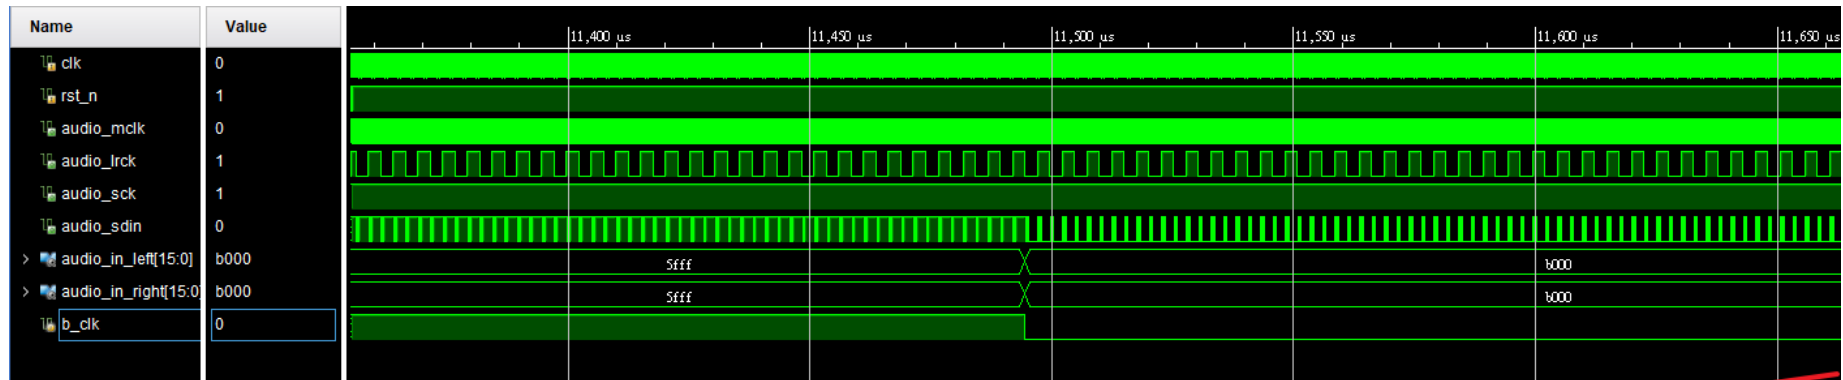 Name Value
11,400 us 11,450 us 11,500 us 11,550 us 11,600 us 11,650 us
clk 0
rst_n 1
audio_mclk 0
audio_lrck 1
audio_sck 1
audio_sdin 0
audio_in_left[15:0] b000 5fff b000
audio_in_right[15:0] b000 5fff b000
b_clk 0